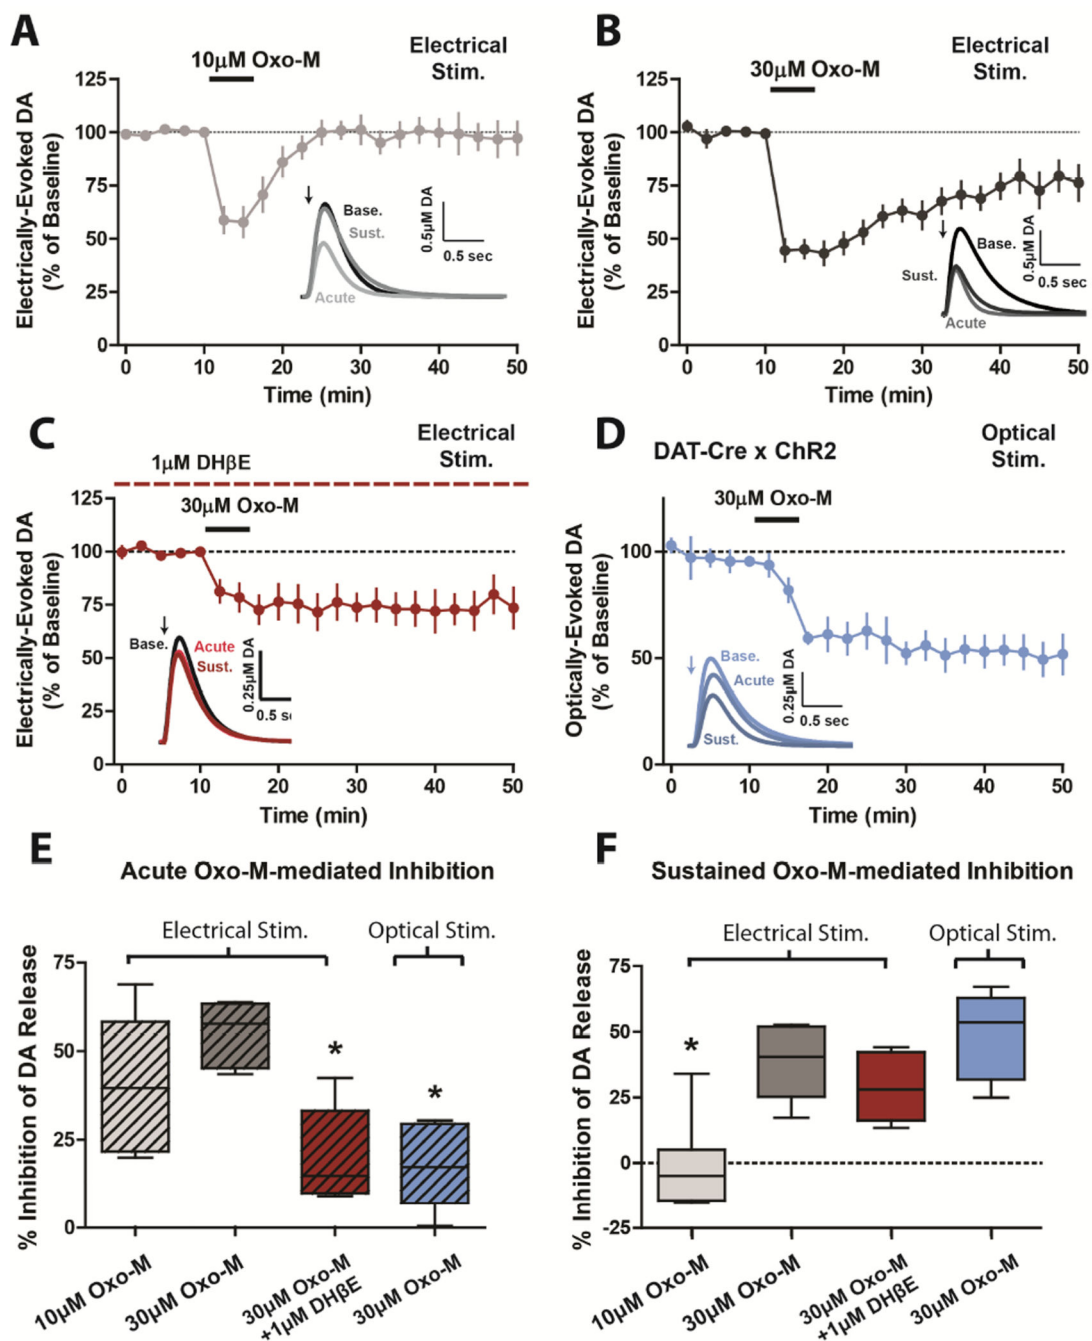 A
Electrical
Stim.
10µM Oxo-M
Electrically-Evoked DA
(% of Baseline)
125
100
75
50
25
0
0 10 20 30 40 50
Time (min)
Base.
Sust.
Acute
0.5µM DA
0.5 sec
B
Electrical
Stim.
30µM Oxo-M
Electrically-Evoked DA
(% of Baseline)
125
100
75
50
25
0
0 10 20 30 40 50
Time (min)
Base.
Sust.
Acute
0.5µM DA
0.5 sec
C
Electrical
Stim.
1µM DHβE
30µM Oxo-M
Electrically-Evoked DA
(% of Baseline)
125
100
75
50
25
0
0 10 20 30 40 50
Time (min)
Base.
Acute
Sust.
0.25µM DA
0.5 s
D
DAT-Cre x ChR2
Optical
Stim.
30µM Oxo-M
Optically-Evoked DA
(% of Baseline)
100
50
0
0 10 20 30 40 50
Time (min)
Base.
Acute
Sust.
0.25µM DA
0.5 sec
E
Acute Oxo-M-mediated Inhibition
Electrical Stim. Optical Stim.
% Inhibition of DA Release
75
50
25
0
*
*
10µM Oxo-M
30µM Oxo-M
30µM Oxo-M
+1µM DHβE
30µM Oxo-M
F
Sustained Oxo-M-mediated Inhibition
Electrical Stim. Optical Stim.
% Inhibition of DA Release
75
50
25
0
-25
*
10µM Oxo-M
30µM Oxo-M
30µM Oxo-M
+1µM DHβE
30µM Oxo-M